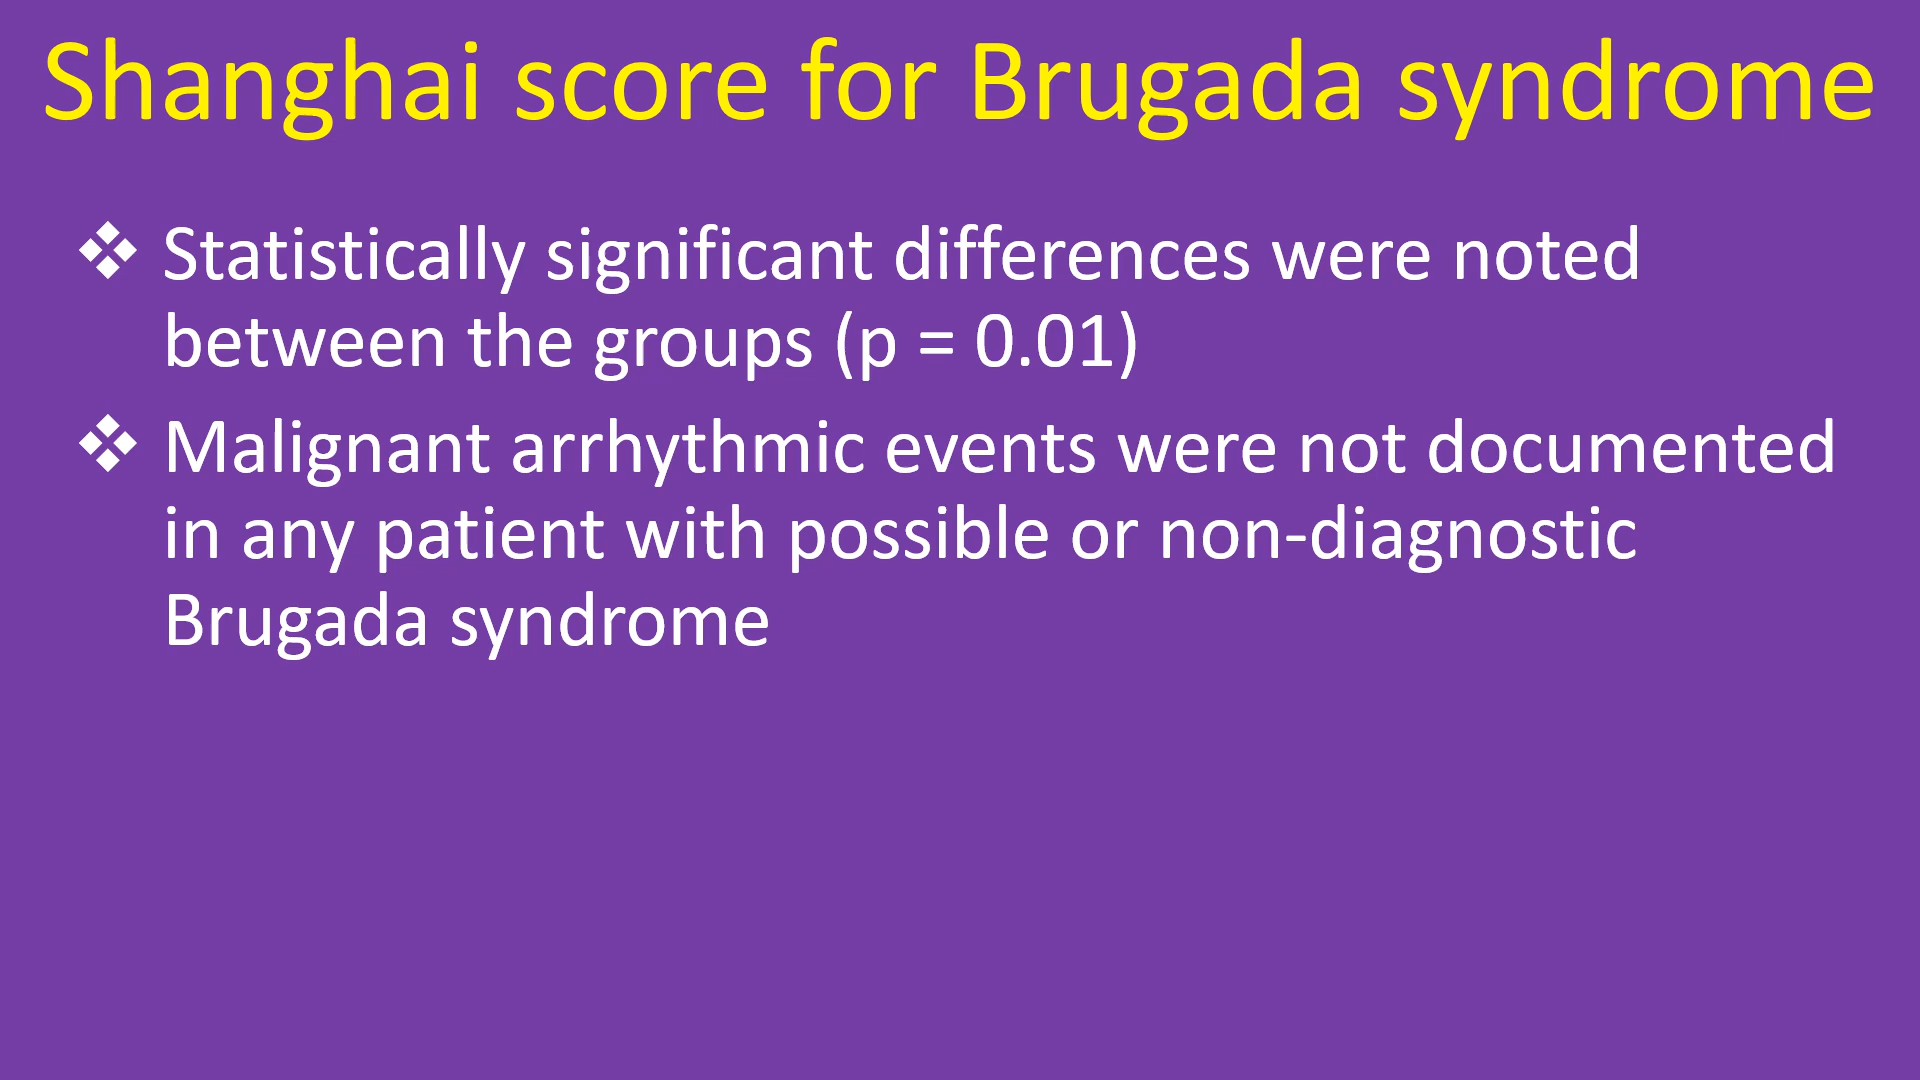 Shanghai score for Brugada syndrome
❖ Statistically significant differences were noted
between the groups (p = 0.01)
❖ Malignant arrhythmic events were not documented
in any patient with possible or non-diagnostic
Brugada syndrome